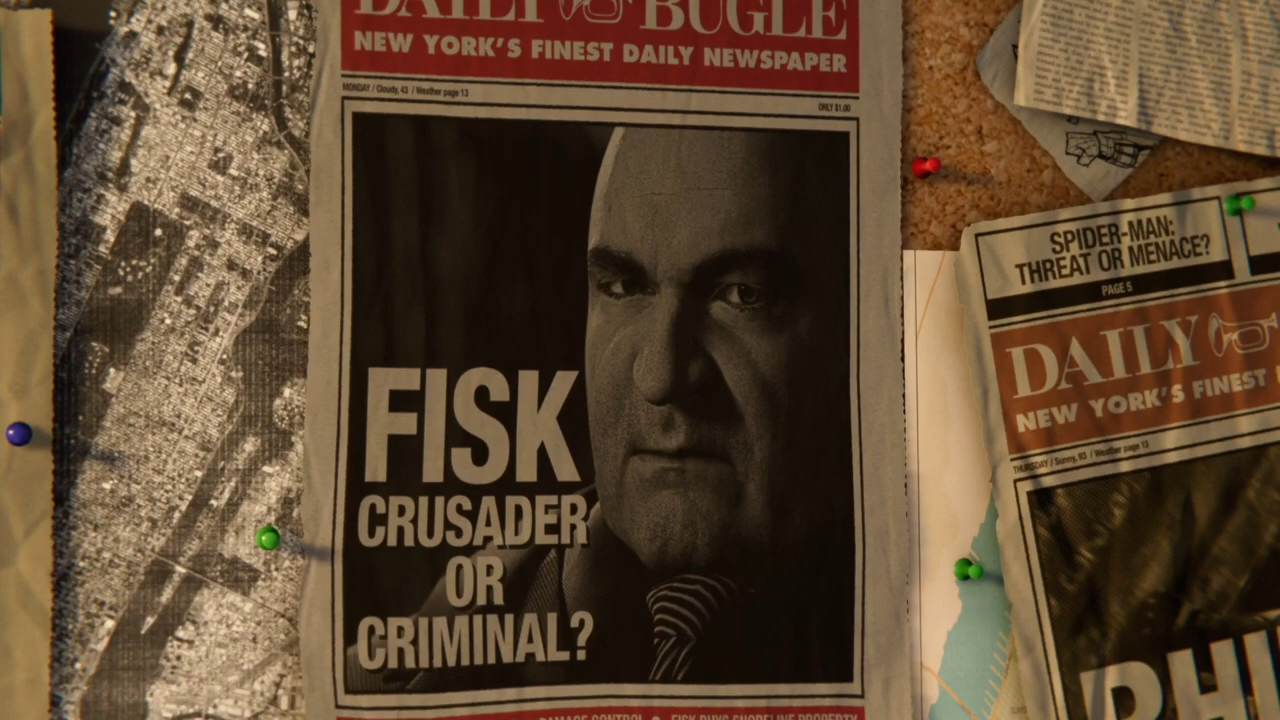 DAILY BUGLE
NEW YORK'S FINEST DAILY NEWSPAPER
MONDAY / Cloudy, 43 / Weather page 13
ONLY $1.00
FISK
CRUSADER
OR
CRIMINAL?
DAMAGE CONTROL • FISK BUYS SHORELINE PROPERTY
SPIDER-MAN:
THREAT OR MENACE?
PAGE 5
DAILY
NEW YORK'S FINEST
THURSDAY / Sunny, 93 / Weather page 13